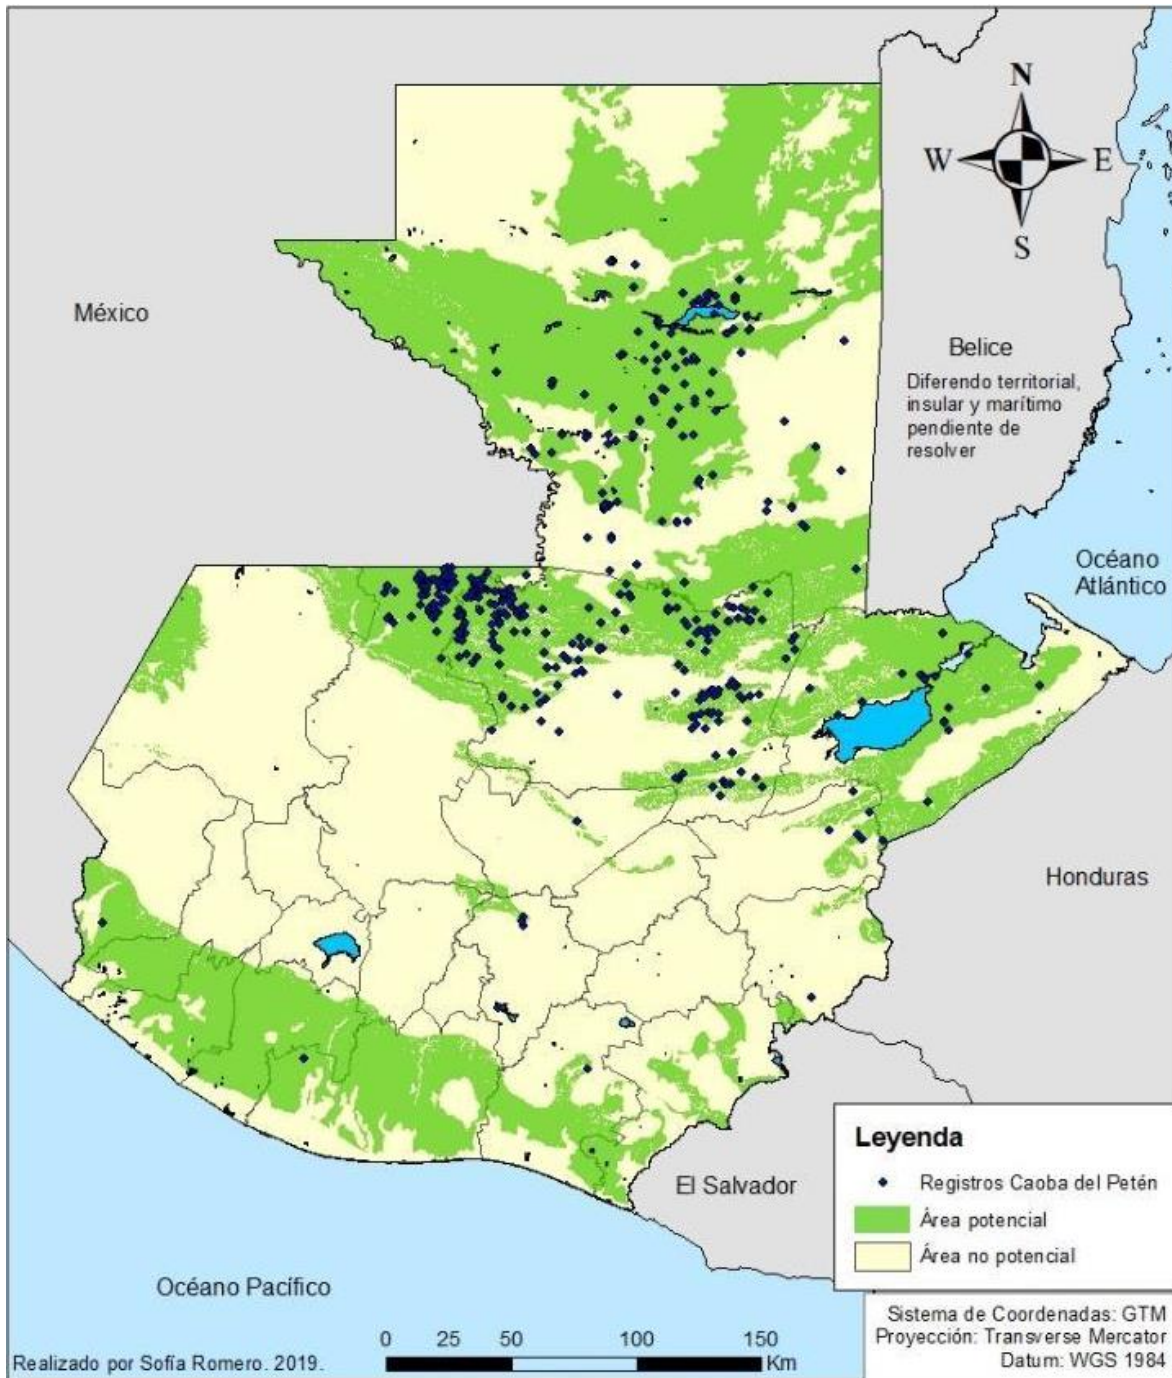 N
W E
S
México
Belice
Diferendo territorial,
insular y marítimo
pendiente de
resolver
Océano
Atlántico
Honduras
El Salvador
Océano Pacífico
Leyenda
Registros Caoba del Petén
Área potencial
Área no potencial
Sistema de Coordenadas: GTM
Proyección: Transverse Mercator
Datum: WGS 1984
0 25 50 100 150
Km
Realizado por Sofía Romero. 2019.